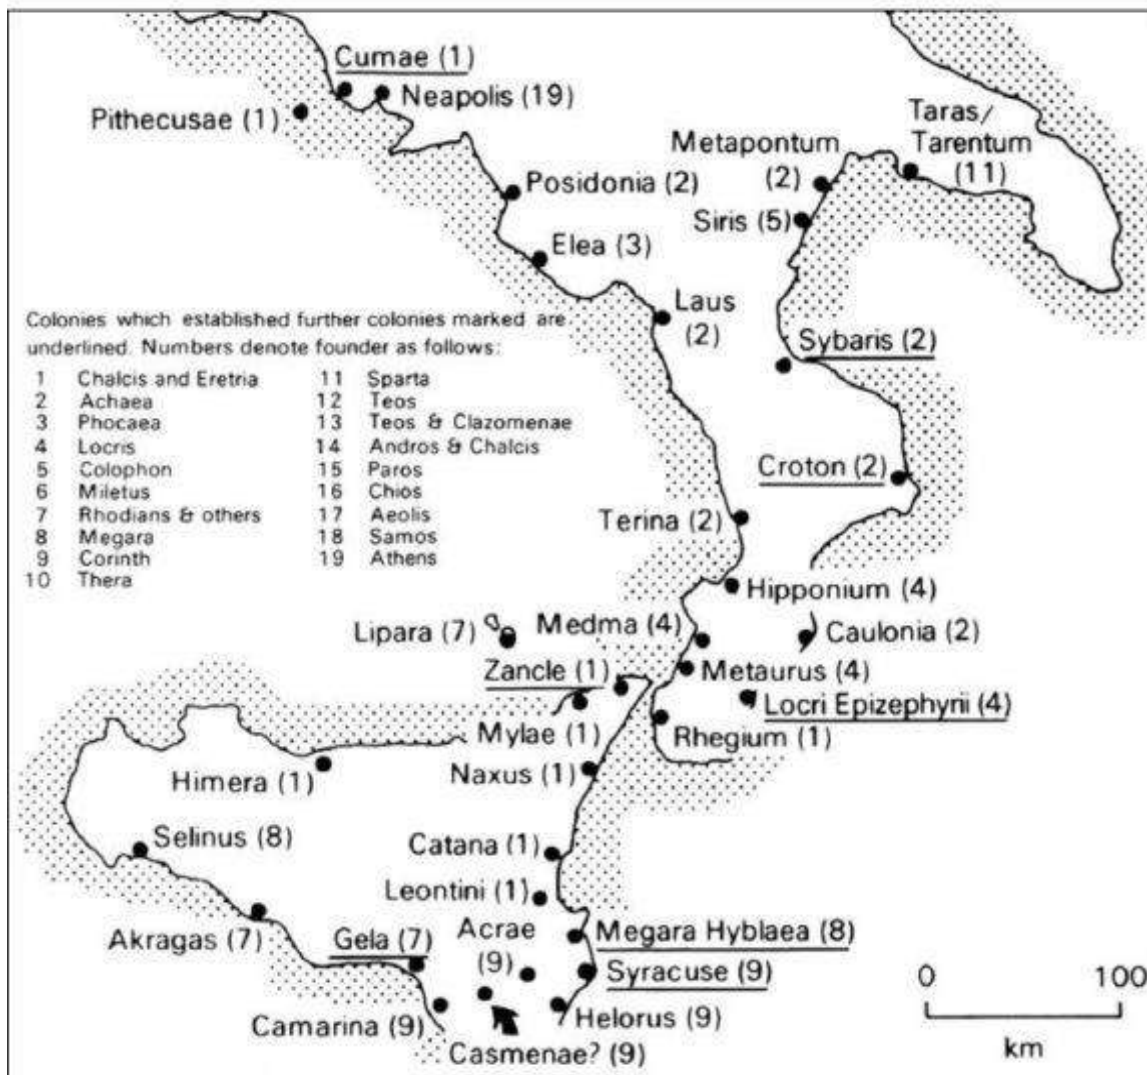 Cumae (1)
Neapolis (19)
Pithecusae (1)
Taras/
Tarentum
(11)
Metapontum
(2)
Posidonia (2)
Siris (5)
Elea (3)
Laus
(2)
Colonies which established further colonies marked are
underlined. Numbers denote founder as follows:
1 Chalcis and Eretria
2 Achaea
3 Phocaea
4 Locris
5 Colophon
6 Miletus
7 Rhodians & others
8 Megara
9 Corinth
10 Thera
11 Sparta
12 Teos
13 Teos & Clazomenae
14 Andros & Chalcis
15 Paros
16 Chios
17 Aeolis
18 Samos
19 Athens
Sybaris (2)
Croton (2)
Terina (2)
Hipponium (4)
Lipara (7)
Medma (4)
Caulonia (2)
Zancle (1)
Metaurus (4)
Locri Epizephyrii (4)
Mylae (1)
Rhegium (1)
Himera (1)
Naxus (1)
Selinus (8)
Catana (1)
Leontini (1)
Akragas (7)
Gela (7)
Acrae
(9)
Megara Hyblaea (8)
Syracuse (9)
Camarina (9)
Helorus (9)
Casmenae? (9)
0 100
km